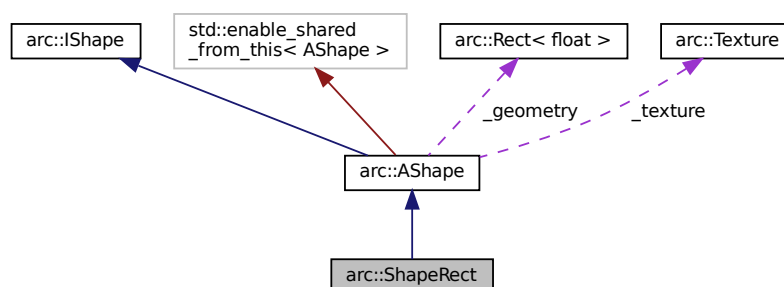 arc::IShape
std::enable_shared
_from_this< AShape >
arc::Rect< float >
arc::Texture
_geometry
_texture
arc::AShape
arc::ShapeRect